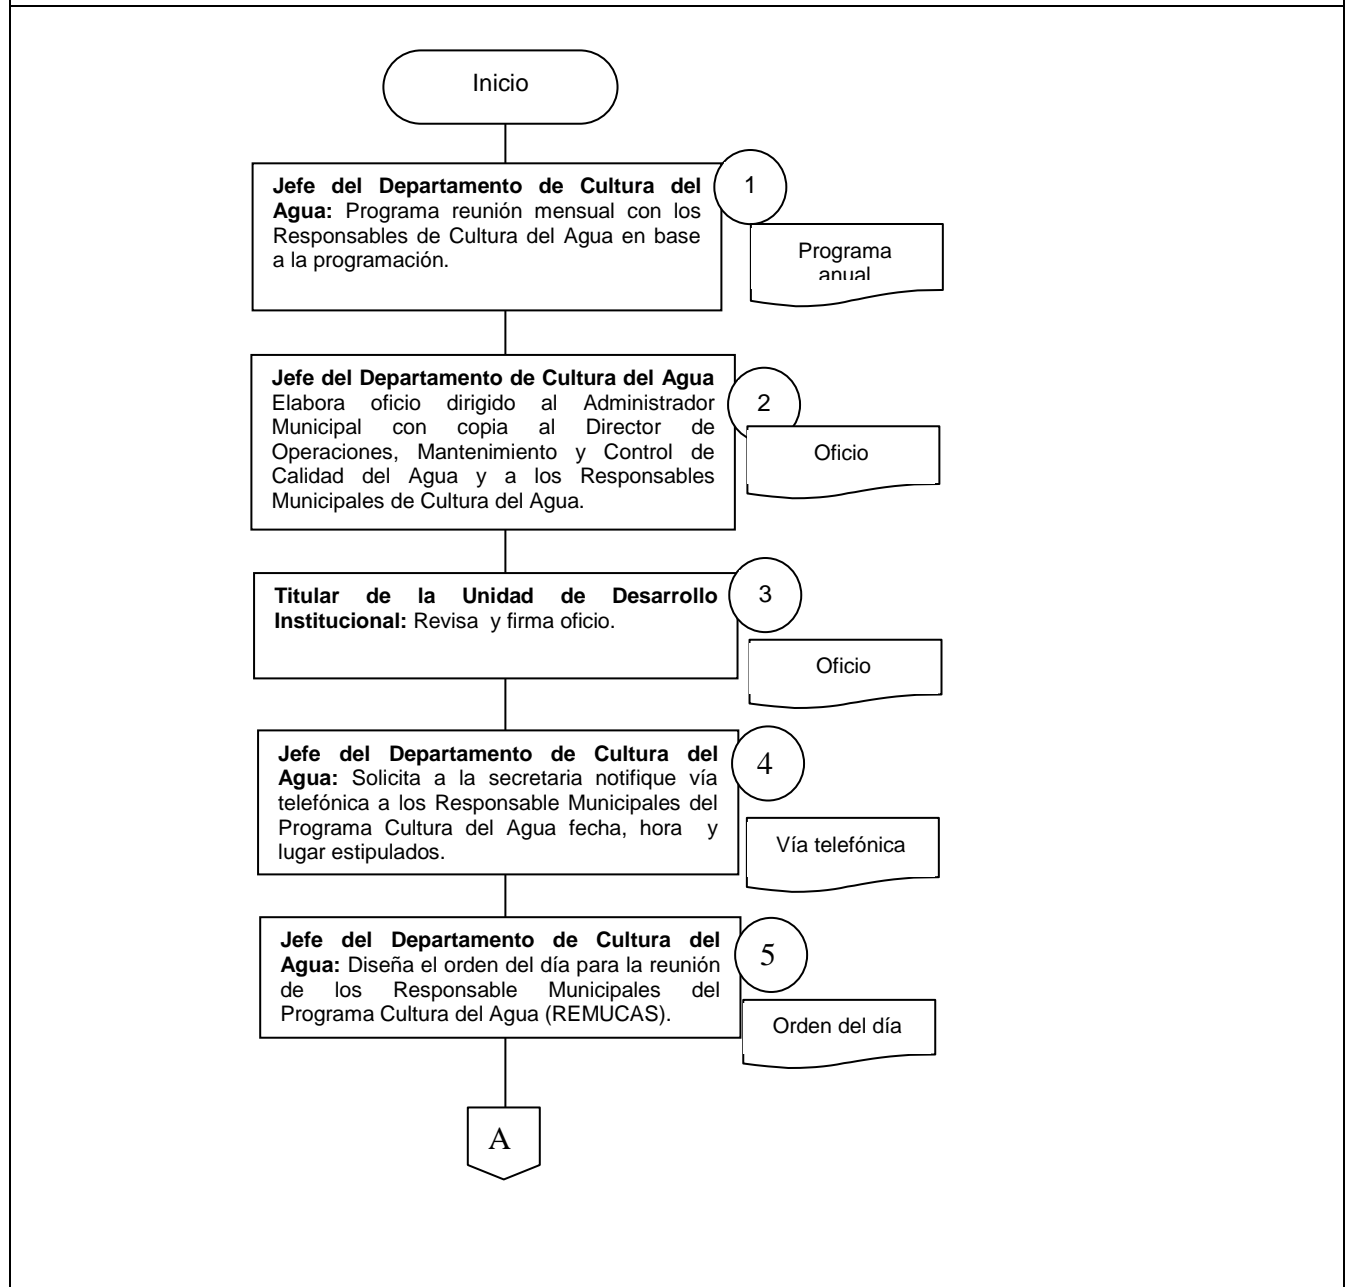 Inicio
Jefe del Departamento de Cultura del
Agua: Programa reunión mensual con los
Responsables de Cultura del Agua en base
a la programación.
1
Programa
anual
Jefe del Departamento de Cultura del Agua
Elabora oficio dirigido al Administrador
Municipal con copia al Director de
Operaciones, Mantenimiento y Control de
Calidad del Agua y a los Responsables
Municipales de Cultura del Agua.
2
Oficio
Titular de la Unidad de Desarrollo
Institucional: Revisa y firma oficio.
3
Oficio
Jefe del Departamento de Cultura del
Agua: Solicita a la secretaria notifique vía
telefónica a los Responsable Municipales del
Programa Cultura del Agua fecha, hora y
lugar estipulados.
4
Vía telefónica
Jefe del Departamento de Cultura del
Agua: Diseña el orden del día para la reunión
de los Responsable Municipales del
Programa Cultura del Agua (REMUCAS).
5
Orden del día
A